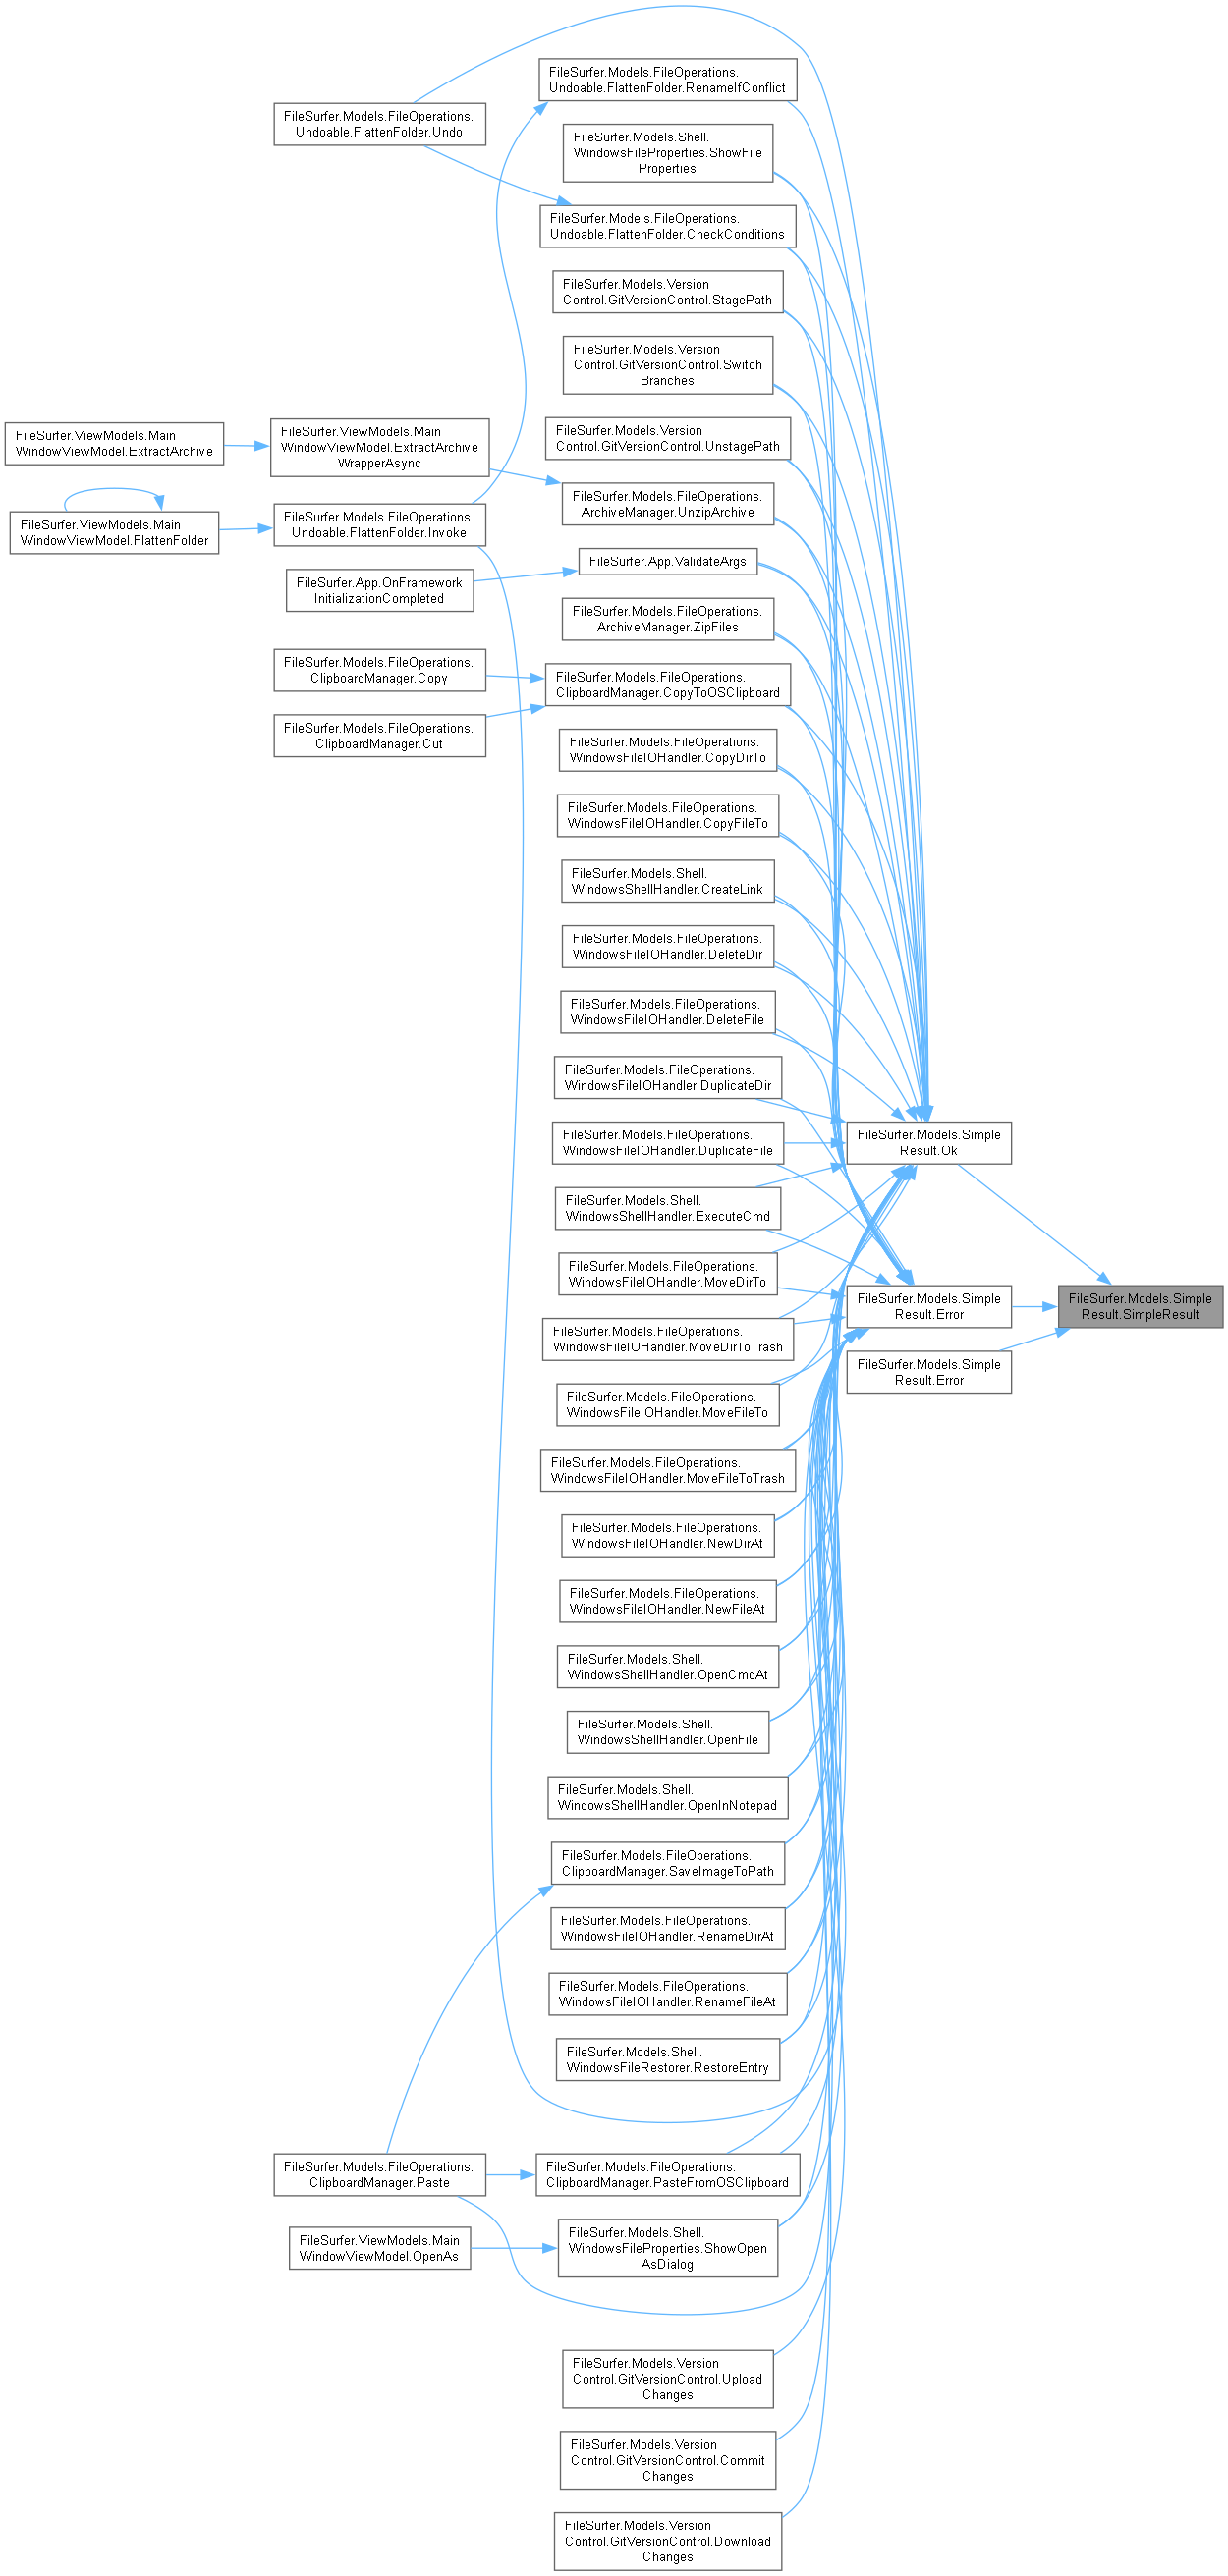 FileSurfer.Models.FileOperations.
Undoable.FlattenFolder.RenameIfConflict
FileSurfer.Models.FileOperations.
Undoable.FlattenFolder.Undo
FileSurfer.Models.Shell.
WindowsFileProperties.ShowFile
Properties
FileSurfer.Models.FileOperations.
Undoable.FlattenFolder.CheckConditions
FileSurfer.Models.Version
Control.GitVersionControl.StagePath
FileSurfer.Models.Version
Control.GitVersionControl.Switch
Branches
FileSurfer.Models.Version
Control.GitVersionControl.UnstagePath
FileSurfer.ViewModels.Main
WindowViewModel.ExtractArchive
FileSurfer.ViewModels.Main
WindowViewModel.ExtractArchive
WrapperAsync
FileSurfer.Models.FileOperations.
ArchiveManager.UnzipArchive
FileSurfer.ViewModels.Main
WindowViewModel.FlattenFolder
FileSurfer.Models.FileOperations.
Undoable.FlattenFolder.Invoke
FileSurfer.App.ValidateArgs
FileSurfer.App.OnFramework
InitializationCompleted
FileSurfer.Models.FileOperations.
ArchiveManager.ZipFiles
FileSurfer.Models.FileOperations.
ClipboardManager.Copy
FileSurfer.Models.FileOperations.
ClipboardManager.CopyToOSClipboard
FileSurfer.Models.FileOperations.
ClipboardManager.Cut
FileSurfer.Models.FileOperations.
WindowsFileIOHandler.CopyDirTo
FileSurfer.Models.FileOperations.
WindowsFileIOHandler.CopyFileTo
FileSurfer.Models.Shell.
WindowsShellHandler.CreateLink
FileSurfer.Models.FileOperations.
WindowsFileIOHandler.DeleteDir
FileSurfer.Models.FileOperations.
WindowsFileIOHandler.DeleteFile
FileSurfer.Models.FileOperations.
WindowsFileIOHandler.DuplicateDir
FileSurfer.Models.FileOperations.
WindowsFileIOHandler.DuplicateFile
FileSurfer.Models.Simple
Result.Ok
FileSurfer.Models.Shell.
WindowsShellHandler.ExecuteCmd
FileSurfer.Models.FileOperations.
WindowsFileIOHandler.MoveDirTo
FileSurfer.Models.Simple
Result.Error
FileSurfer.Models.Simple
Result.SimpleResult
FileSurfer.Models.FileOperations.
WindowsFileIOHandler.MoveDirToTrash
FileSurfer.Models.Simple
Result.Error
FileSurfer.Models.FileOperations.
WindowsFileIOHandler.MoveFileTo
FileSurfer.Models.FileOperations.
WindowsFileIOHandler.MoveFileToTrash
FileSurfer.Models.FileOperations.
WindowsFileIOHandler.NewDirAt
FileSurfer.Models.FileOperations.
WindowsFileIOHandler.NewFileAt
FileSurfer.Models.Shell.
WindowsShellHandler.OpenCmdAt
FileSurfer.Models.Shell.
WindowsShellHandler.OpenFile
FileSurfer.Models.Shell.
WindowsShellHandler.OpenInNotepad
FileSurfer.Models.FileOperations.
ClipboardManager.SaveImageToPath
FileSurfer.Models.FileOperations.
WindowsFileIOHandler.RenameDirAt
FileSurfer.Models.FileOperations.
WindowsFileIOHandler.RenameFileAt
FileSurfer.Models.Shell.
WindowsFileRestorer.RestoreEntry
FileSurfer.Models.FileOperations.
ClipboardManager.Paste
FileSurfer.Models.FileOperations.
ClipboardManager.PasteFromOSClipboard
FileSurfer.ViewModels.Main
WindowViewModel.OpenAs
FileSurfer.Models.Shell.
WindowsFileProperties.ShowOpen
AsDialog
FileSurfer.Models.Version
Control.GitVersionControl.Upload
Changes
FileSurfer.Models.Version
Control.GitVersionControl.Commit
Changes
FileSurfer.Models.Version
Control.GitVersionControl.Download
Changes